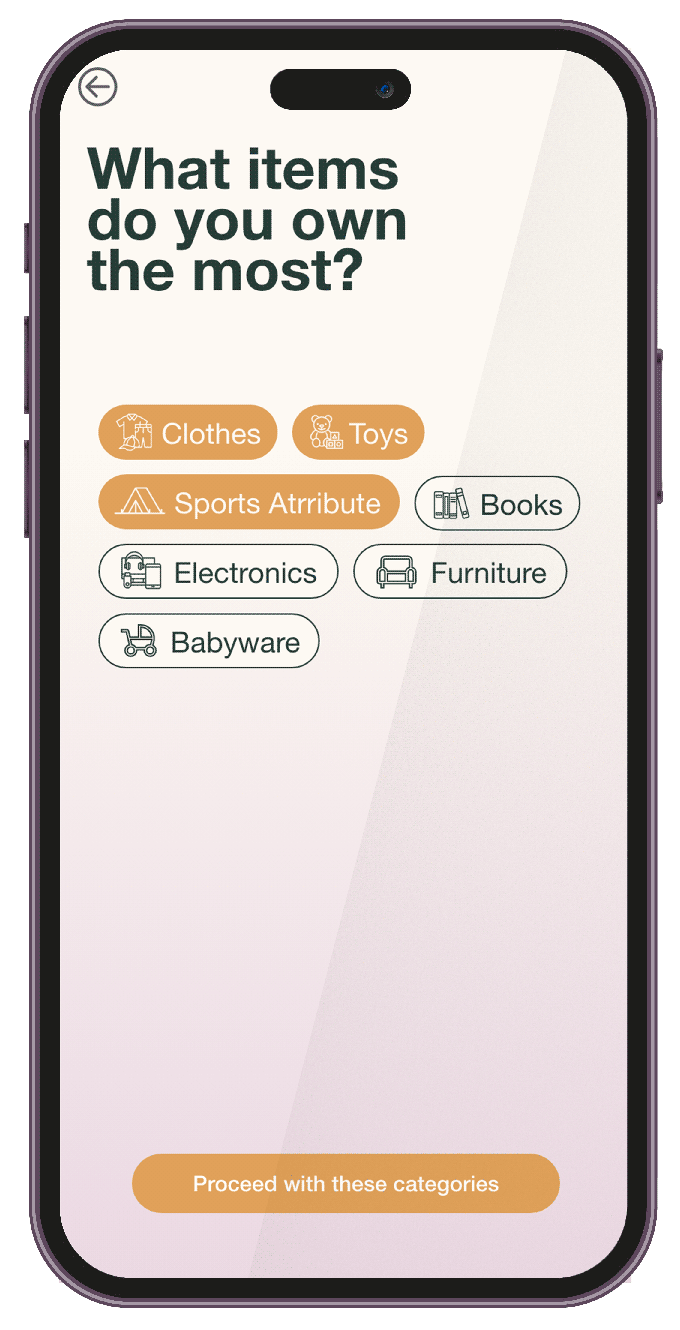 What items
do you own
the most?
Clothes
Toys
Sports Atrribute
Books
Electronics
Furniture
Babyware
Proceed with these categories